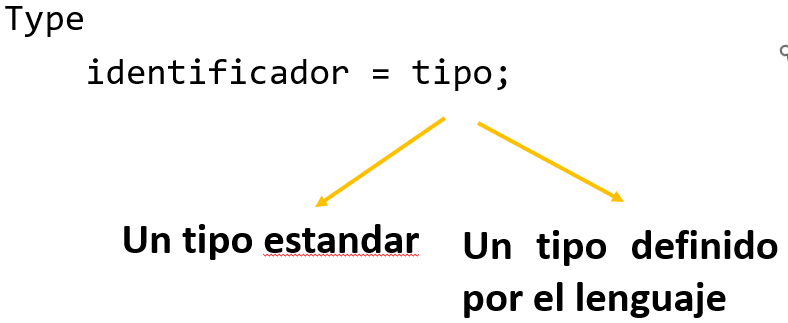 Type
identificador = tipo;
Un tipo estandar
Un tipo definido
por el lenguaje